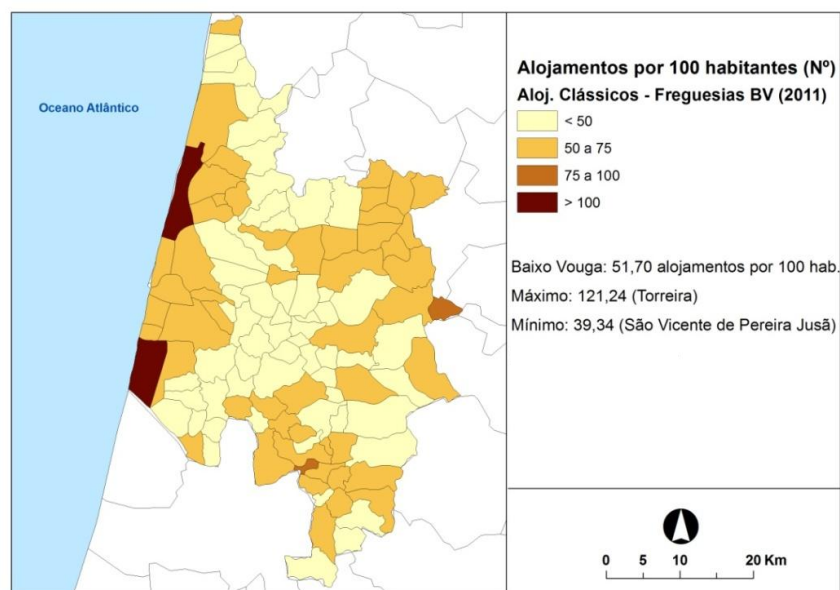 Oceano Atlântico
Alojamentos por 100 habitantes (Nº)
Aloj. Clássicos - Freguesias BV (2011)
< 50
50 a 75
75 a 100
> 100
Baixo Vouga: 51,70 alojamentos por 100 hab.
Máximo: 121,24 (Torreira)
Mínimo: 39,34 (São Vicente de Pereira Jusã)
0 5 10 20 Km